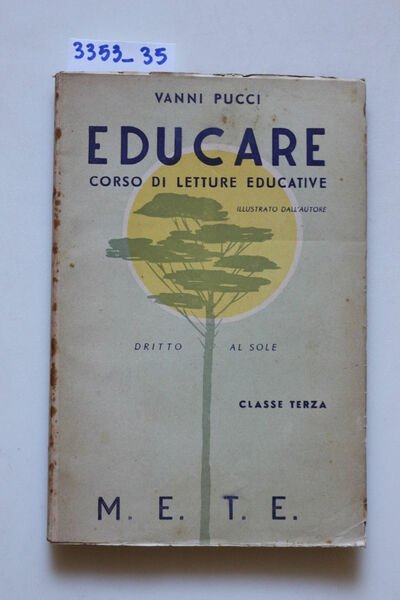 3353_35
VANNI PUCCI
EDUCARE
CORSO DI LETTURE EDUCATIVE
ILLUSTRATO DALL'AUTORE
DRITTO AL SOLE
CLASSE TERZA
M. E. T. E.